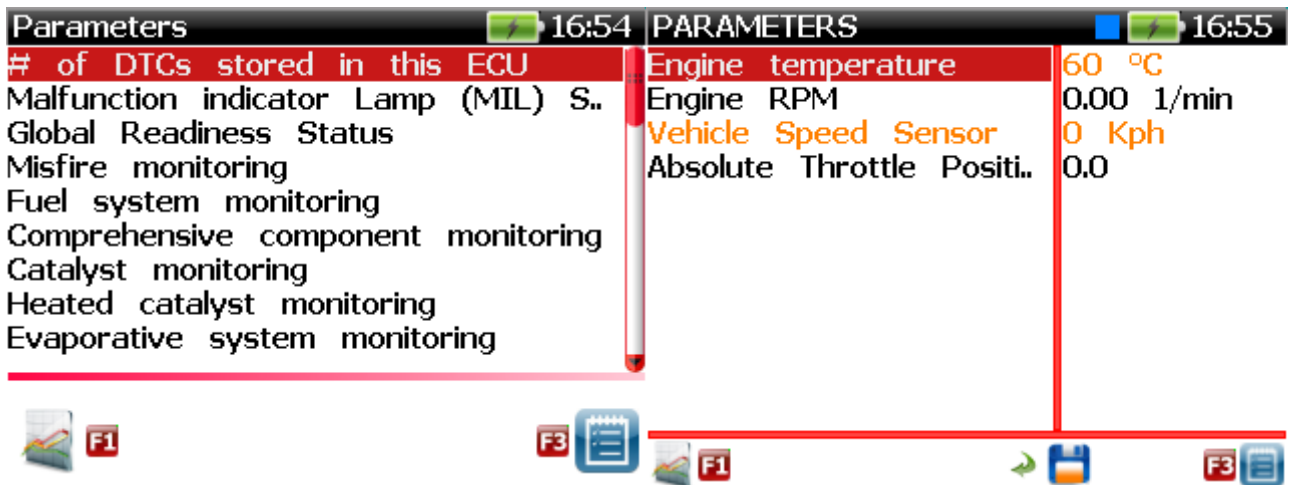 Parameters 16:54
# of DTCs stored in this ECU
Malfunction indicator Lamp (MIL) S..
Global Readiness Status
Misfire monitoring
Fuel system monitoring
Comprehensive component monitoring
Catalyst monitoring
Heated catalyst monitoring
Evaporative system monitoring
F1 F3
PARAMETERS 16:55
Engine temperature 60 ºC
Engine RPM 0.00 1/min
Vehicle Speed Sensor 0 Kph
Absolute Throttle Positi.. 0.0
F1 F3